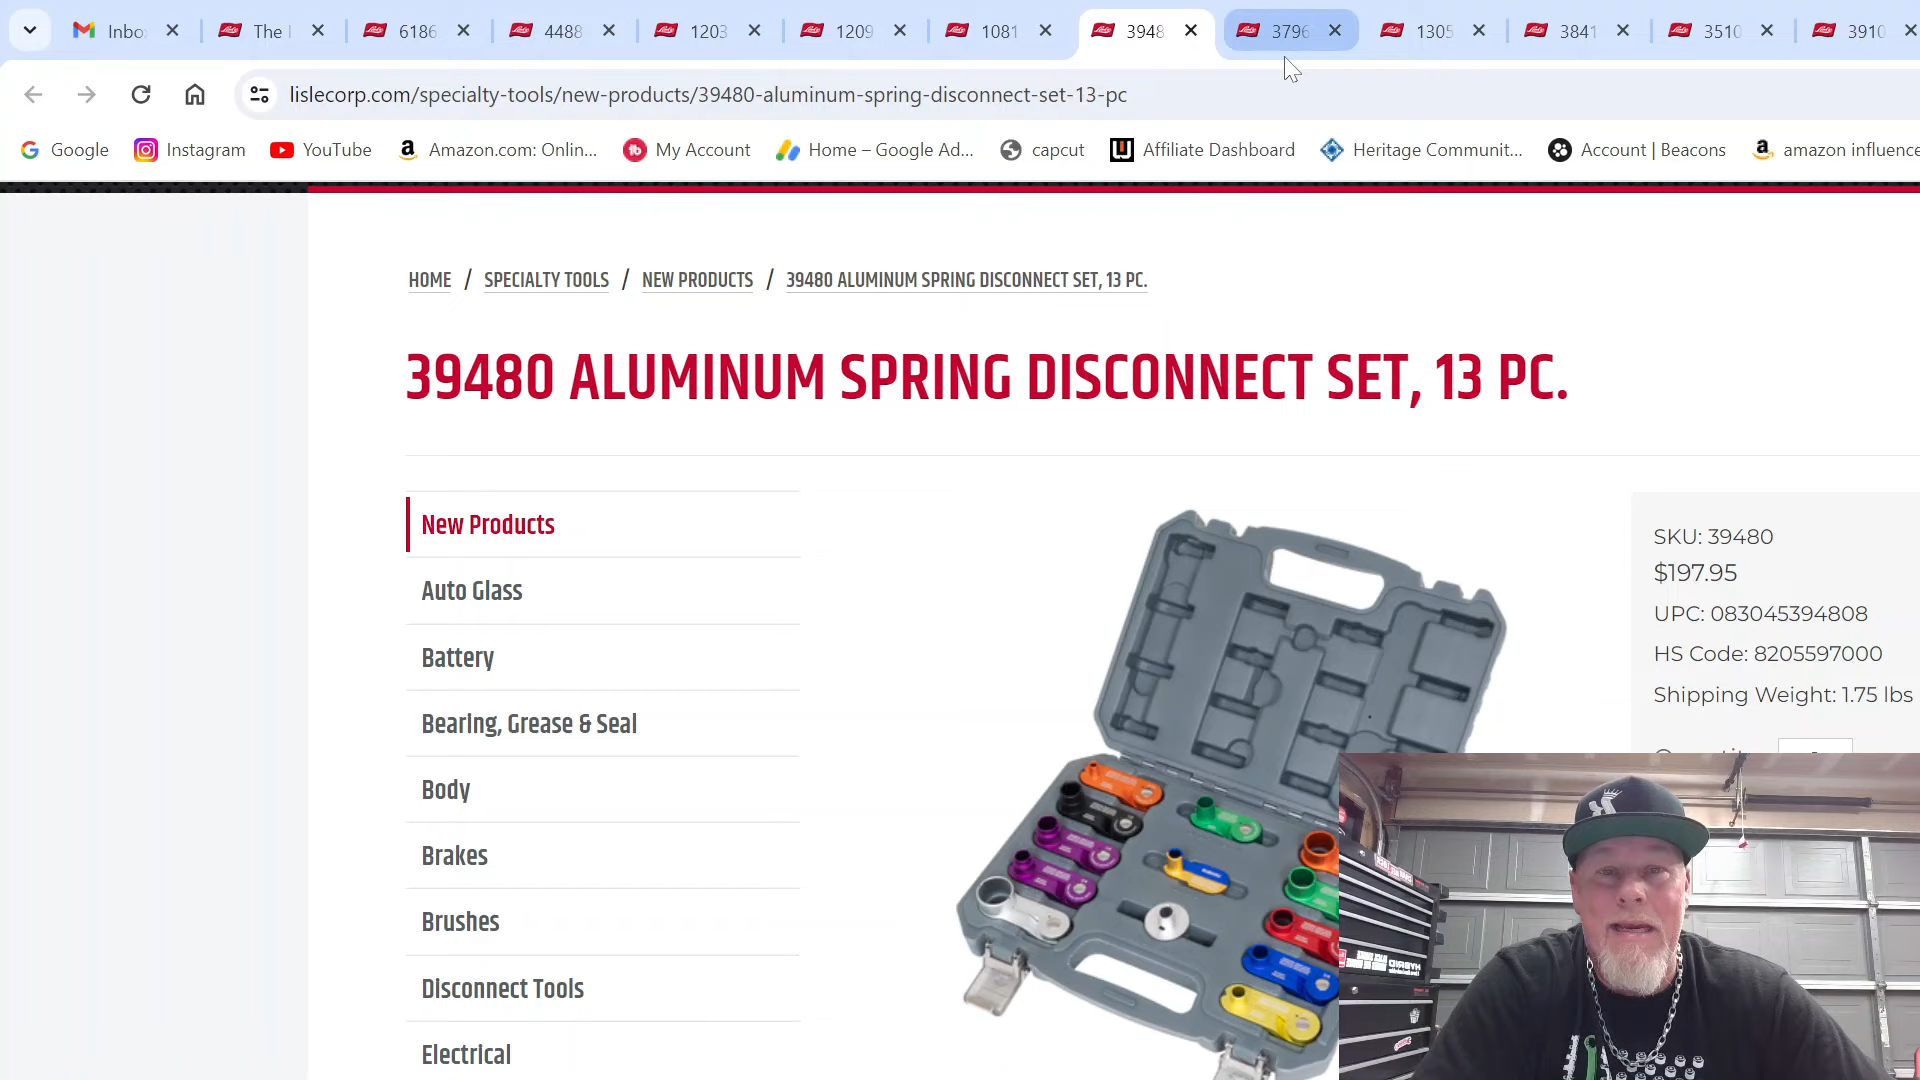 Inbo
The
6186
4488
1203
1209
1081
3948
3796
1305
3841
3510
3910
lislecorp.com/specialty-tools/new-products/39480-aluminum-spring-disconnect-set-13-pc
Google
Instagram
YouTube
Amazon.com: Onlin...
My Account
Home – Google Ad...
capcut
Affiliate Dashboard
Heritage Communit...
Account | Beacons
amazon influence
HOME / SPECIALTY TOOLS / NEW PRODUCTS / 39480 ALUMINUM SPRING DISCONNECT SET, 13 PC.
39480 ALUMINUM SPRING DISCONNECT SET, 13 PC.
New Products
Auto Glass
Battery
Bearing, Grease & Seal
Body
Brakes
Brushes
Disconnect Tools
Electrical
SKU: 39480
$197.95
UPC: 083045394808
HS Code: 8205597000
Shipping Weight: 1.75 lbs